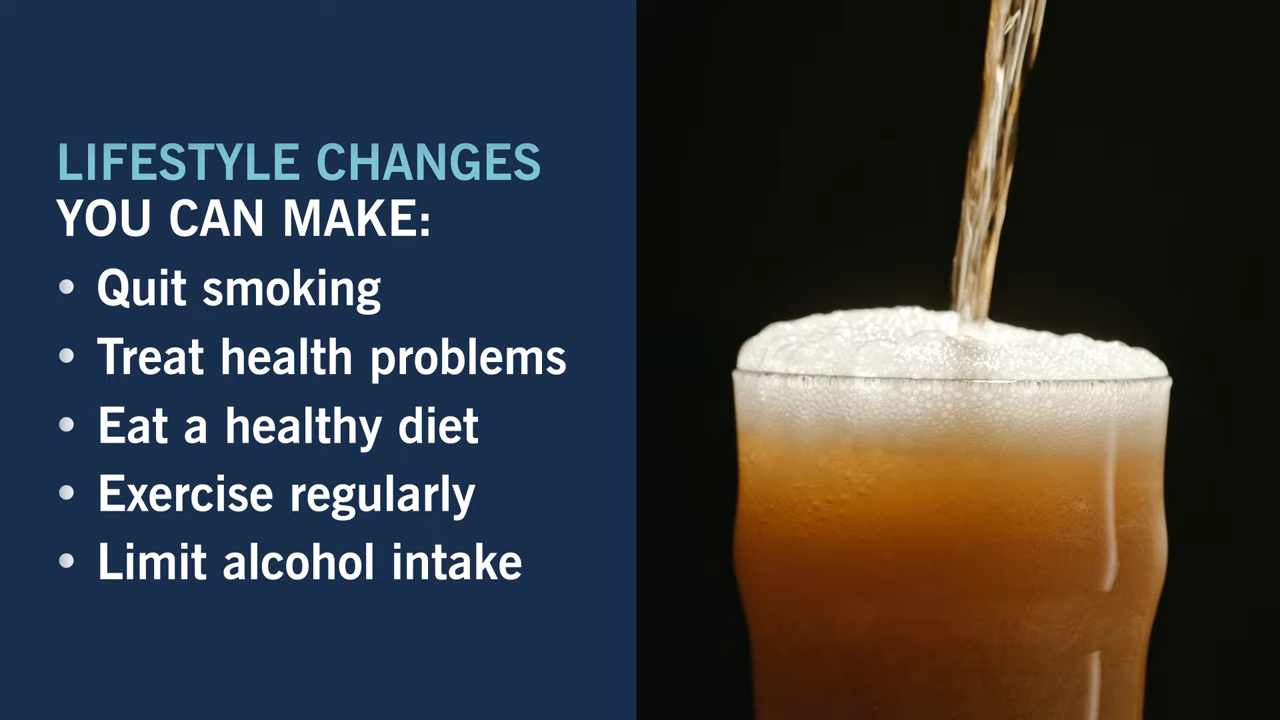 LIFESTYLE CHANGES
YOU CAN MAKE:
• Quit smoking
• Treat health problems
• Eat a healthy diet
• Exercise regularly
• Limit alcohol intake